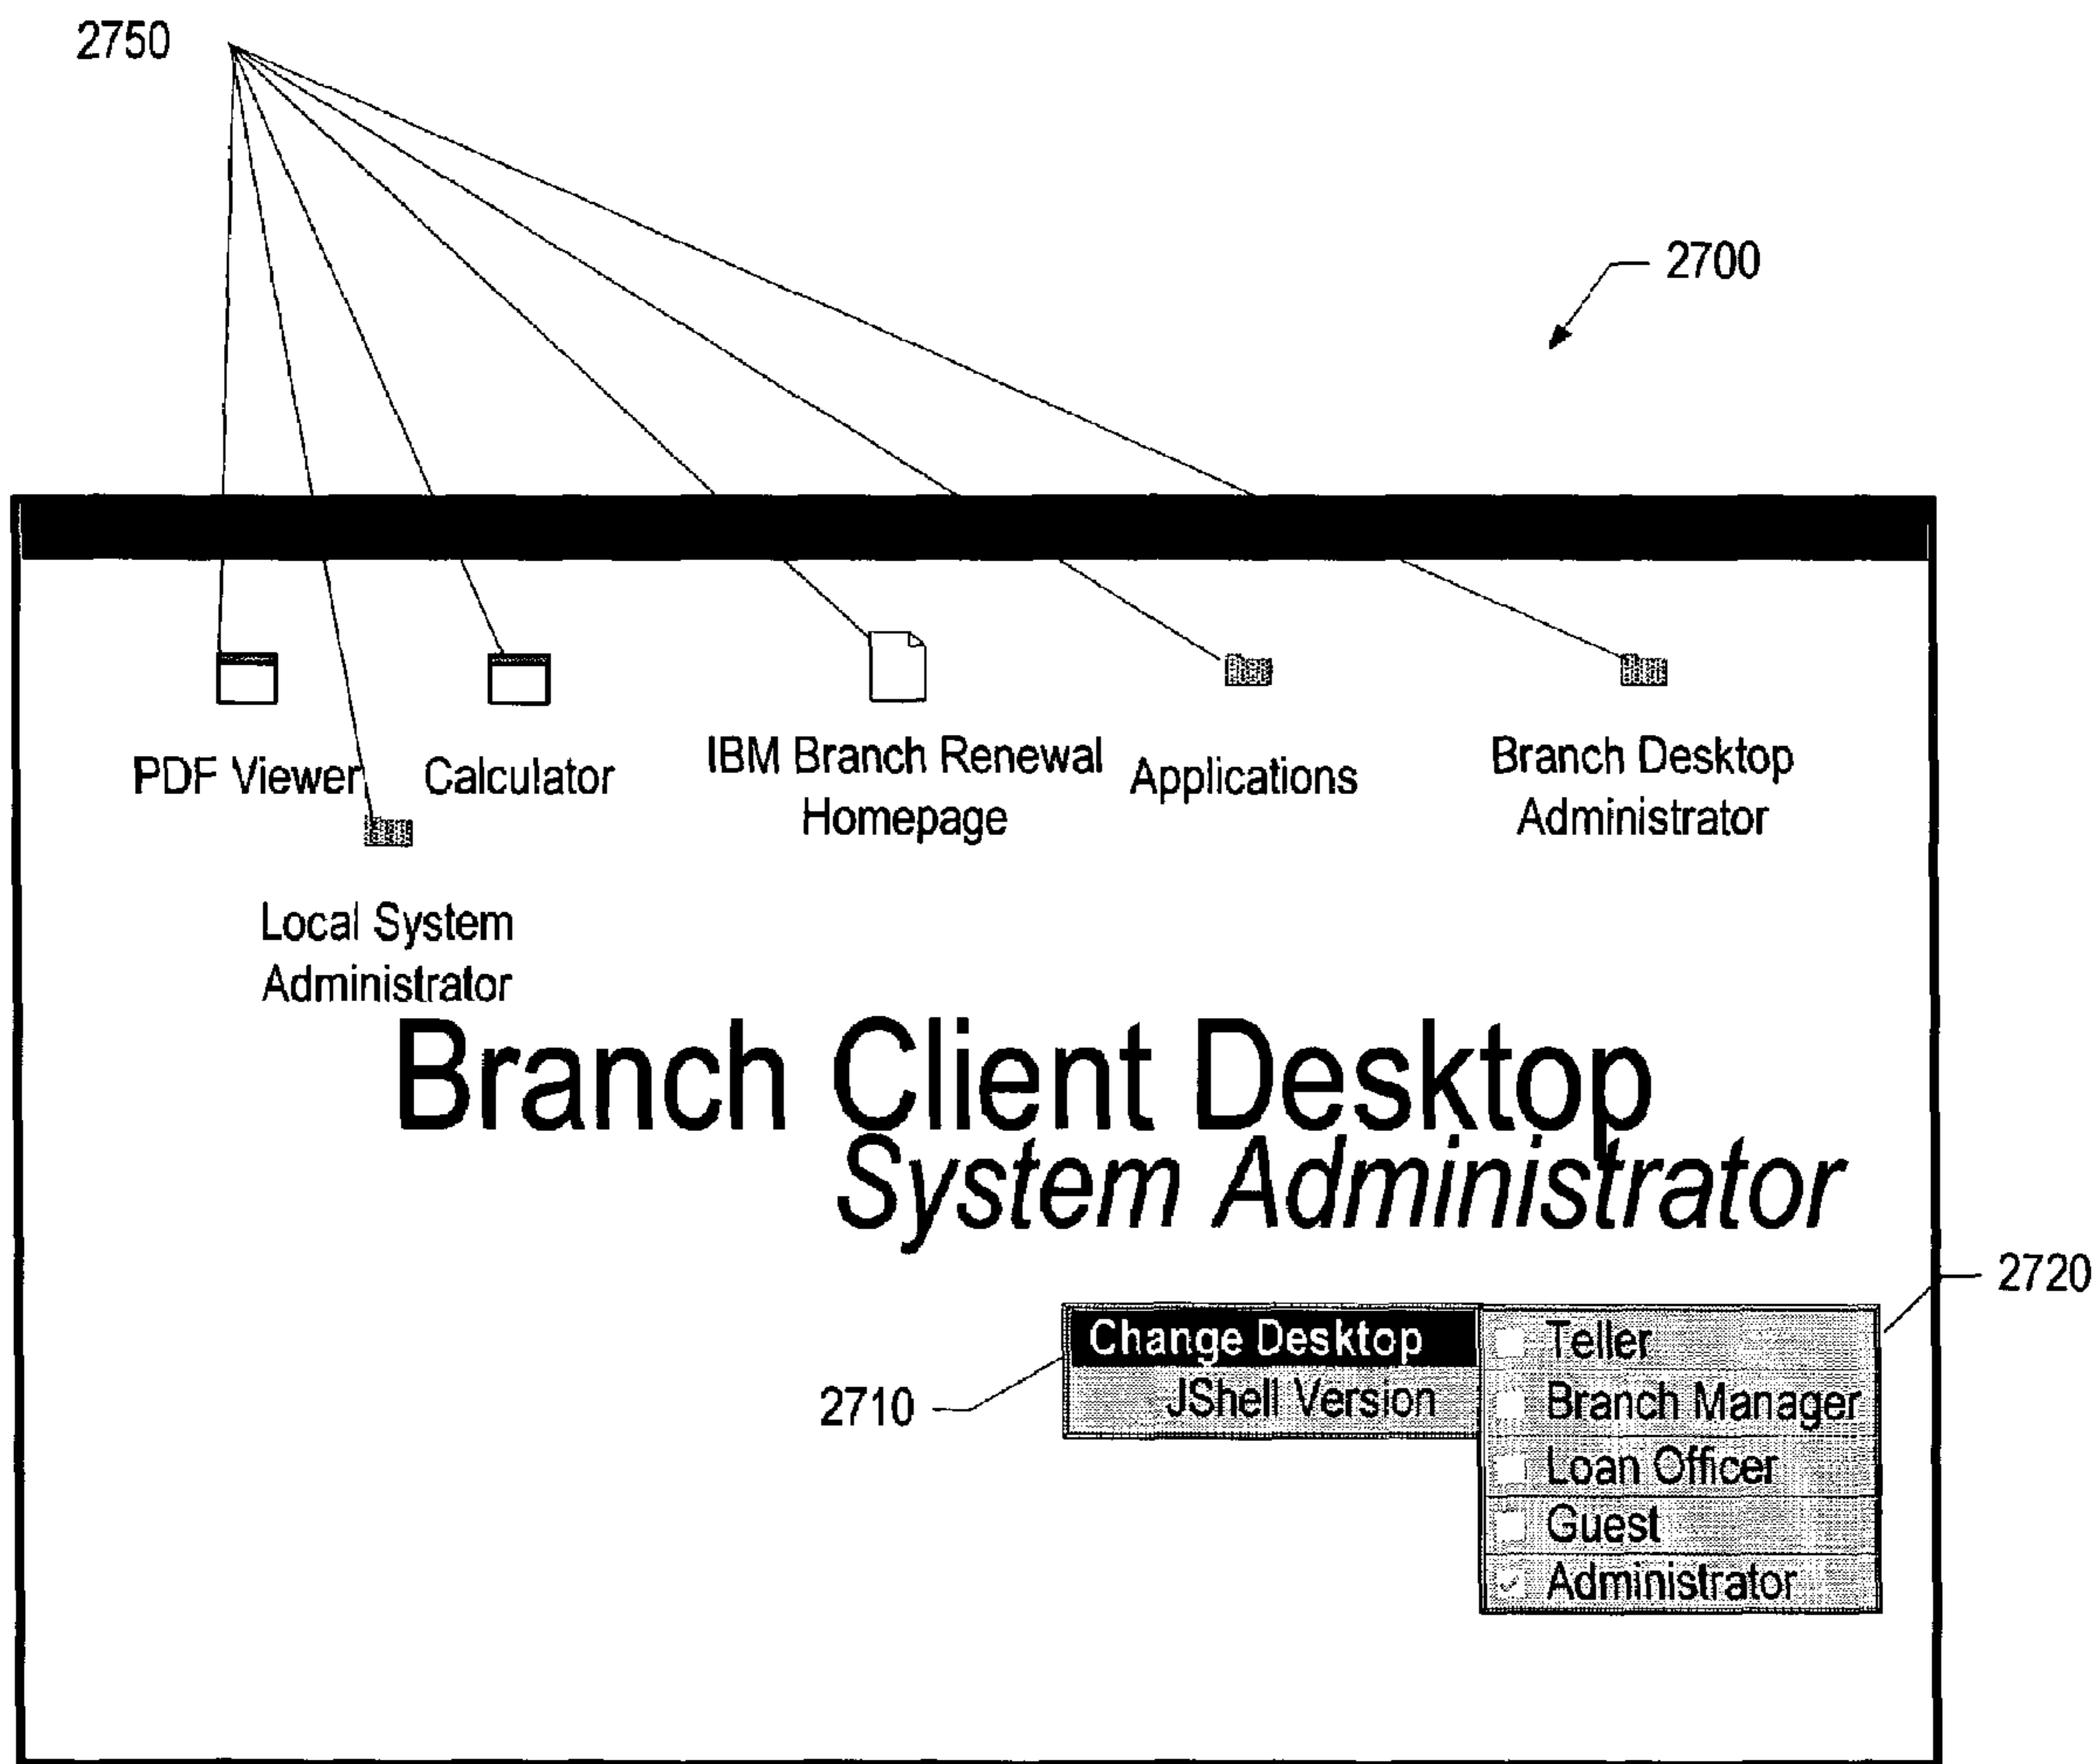 2750
2700
PDF Viewer
Calculator
IBM Branch Renewal
Homepage
Applications
Branch Desktop
Administrator
Local System
Administrator
Branch Client Desktop
System Administrator
2720
Change Desktop
JShell Version
2710
Teller
Branch Manager
Loan Officer
Guest
Administrator